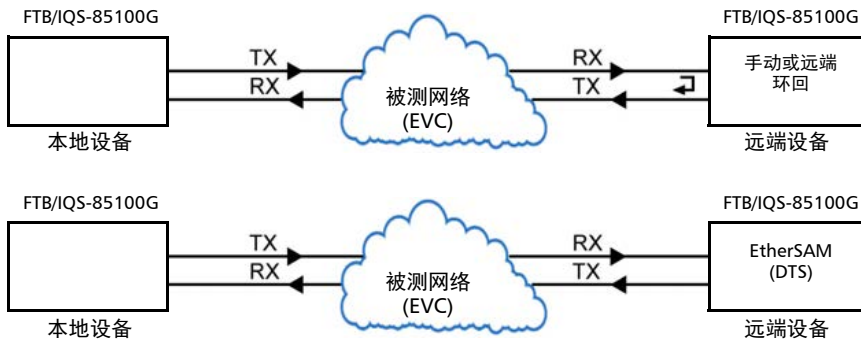 FTB/IQS-85100G
FTB/IQS-85100G
TX
RX
手动或远端
环回
RX
TX
被测网络
(EVC)
本地设备
远端设备
FTB/IQS-85100G
FTB/IQS-85100G
TX
RX
EtherSAM
(DTS)
RX
TX
被测网络
(EVC)
本地设备
远端设备